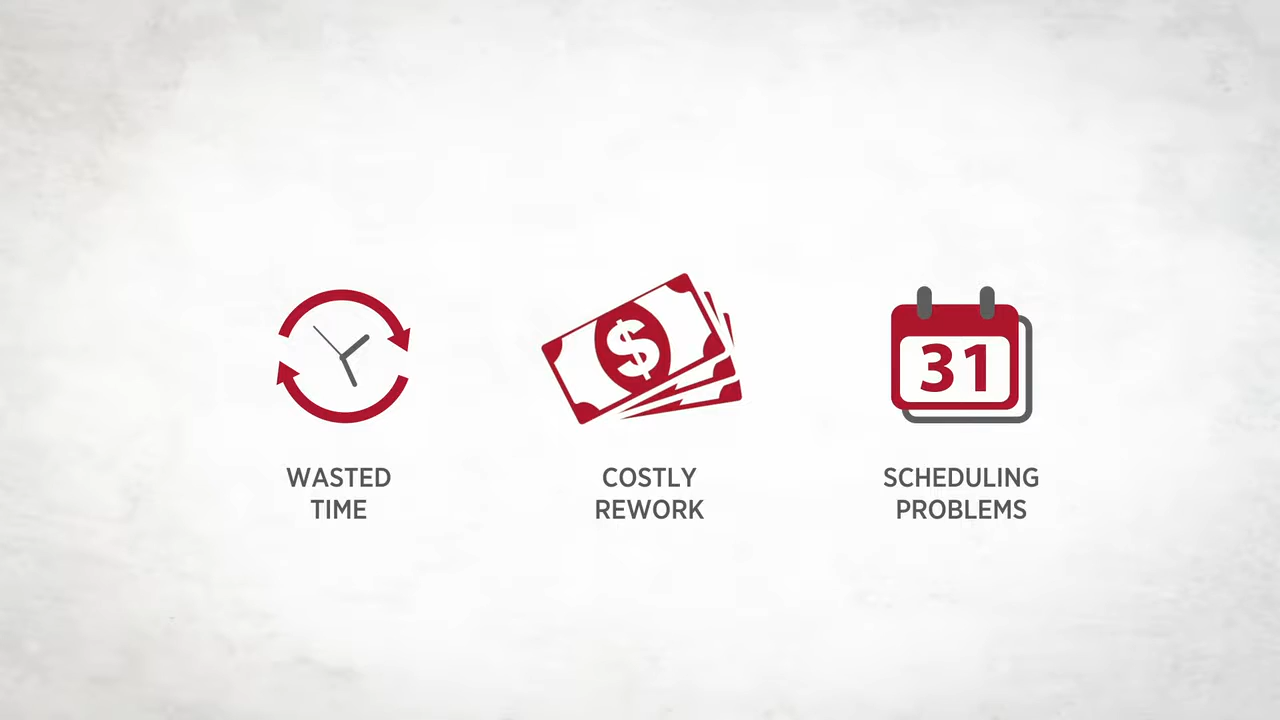 31
WASTED
TIME
$
COSTLY
REWORK
SCHEDULING
PROBLEMS